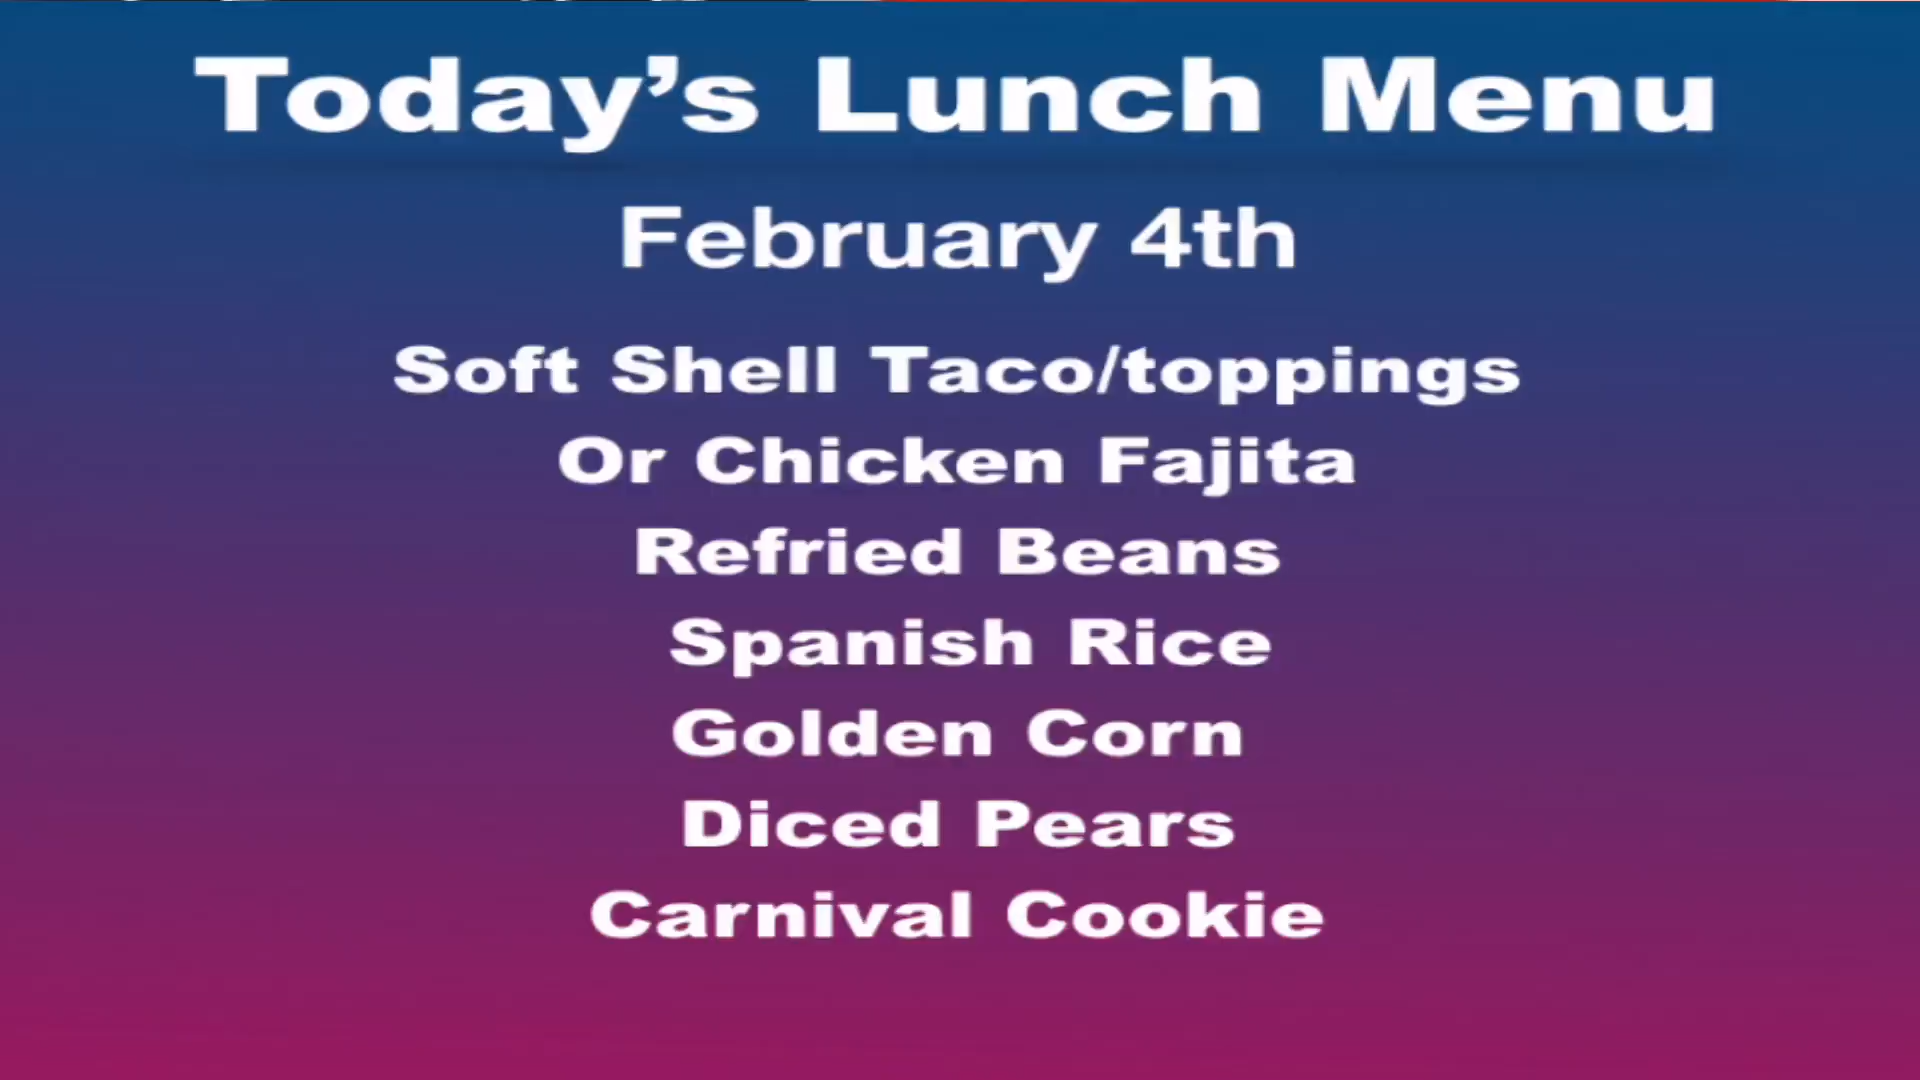 Today’s Lunch Menu
February 4th
Soft Shell Taco/toppings
Or Chicken Fajita
Refried Beans
Spanish Rice
Golden Corn
Diced Pears
Carnival Cookie